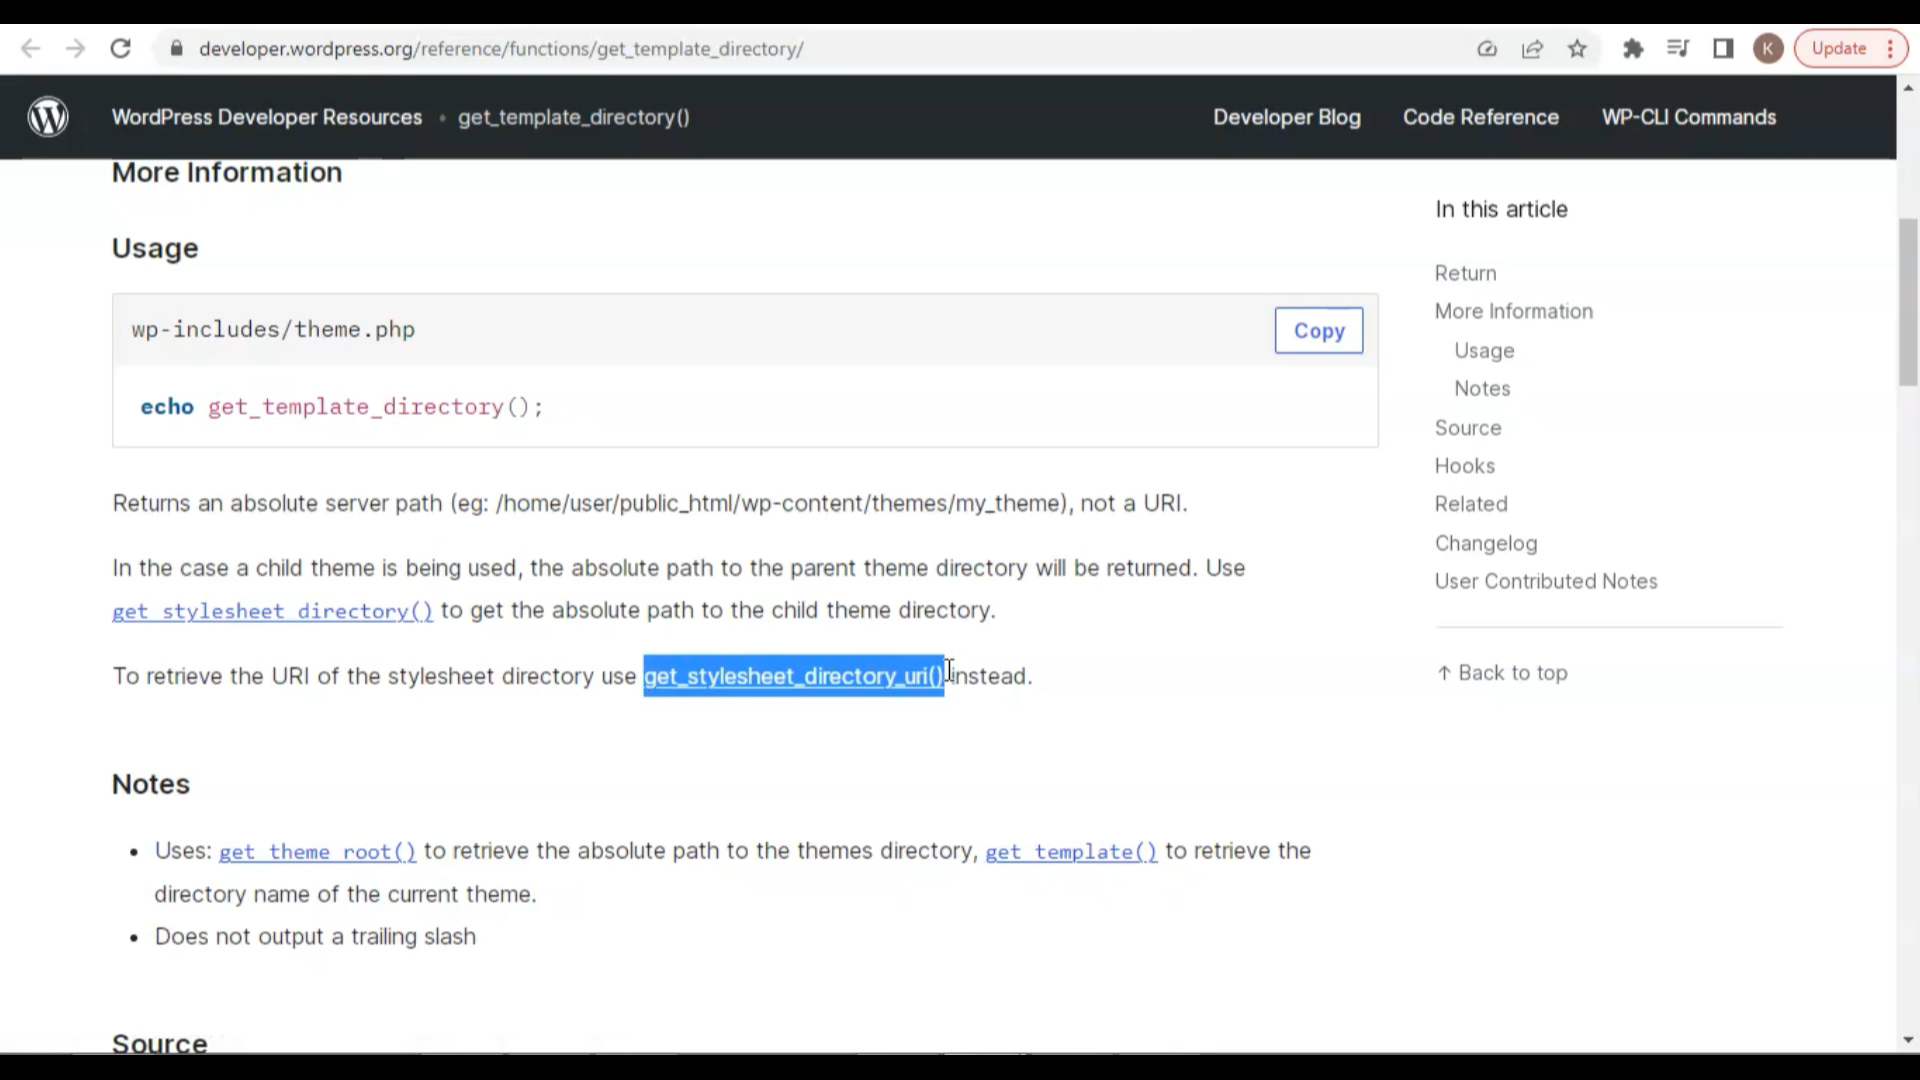 developer.wordpress.org/reference/functions/get_template_directory/
K
Update
WordPress Developer Resources • get_template_directory()
Developer Blog
Code Reference
WP-CLI Commands
More Information
Usage
wp-includes/theme.php
Copy
echo get_template_directory();
Returns an absolute server path (eg: /home/user/public_html/wp-content/themes/my_theme), not a URI.
In the case a child theme is being used, the absolute path to the parent theme directory will be returned. Use
get_stylesheet_directory() to get the absolute path to the child theme directory.
To retrieve the URI of the stylesheet directory use get_stylesheet_directory_uri() instead.
Notes
• Uses: get_theme_root() to retrieve the absolute path to the themes directory, get_template() to retrieve the
directory name of the current theme.
• Does not output a trailing slash
Source
In this article
Return
More Information
Usage
Notes
Source
Hooks
Related
Changelog
User Contributed Notes
↑ Back to top